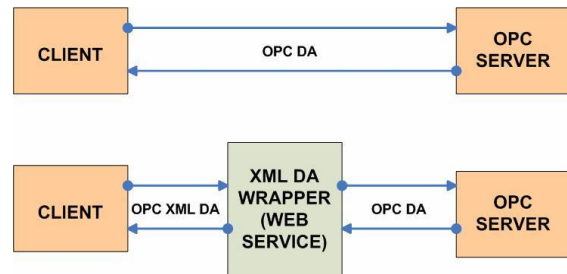 CLIENT
OPC DA
OPC
SERVER
CLIENT
OPC XML DA
XML DA
WRAPPER
(WEB
SERVICE)
OPC DA
OPC
SERVER